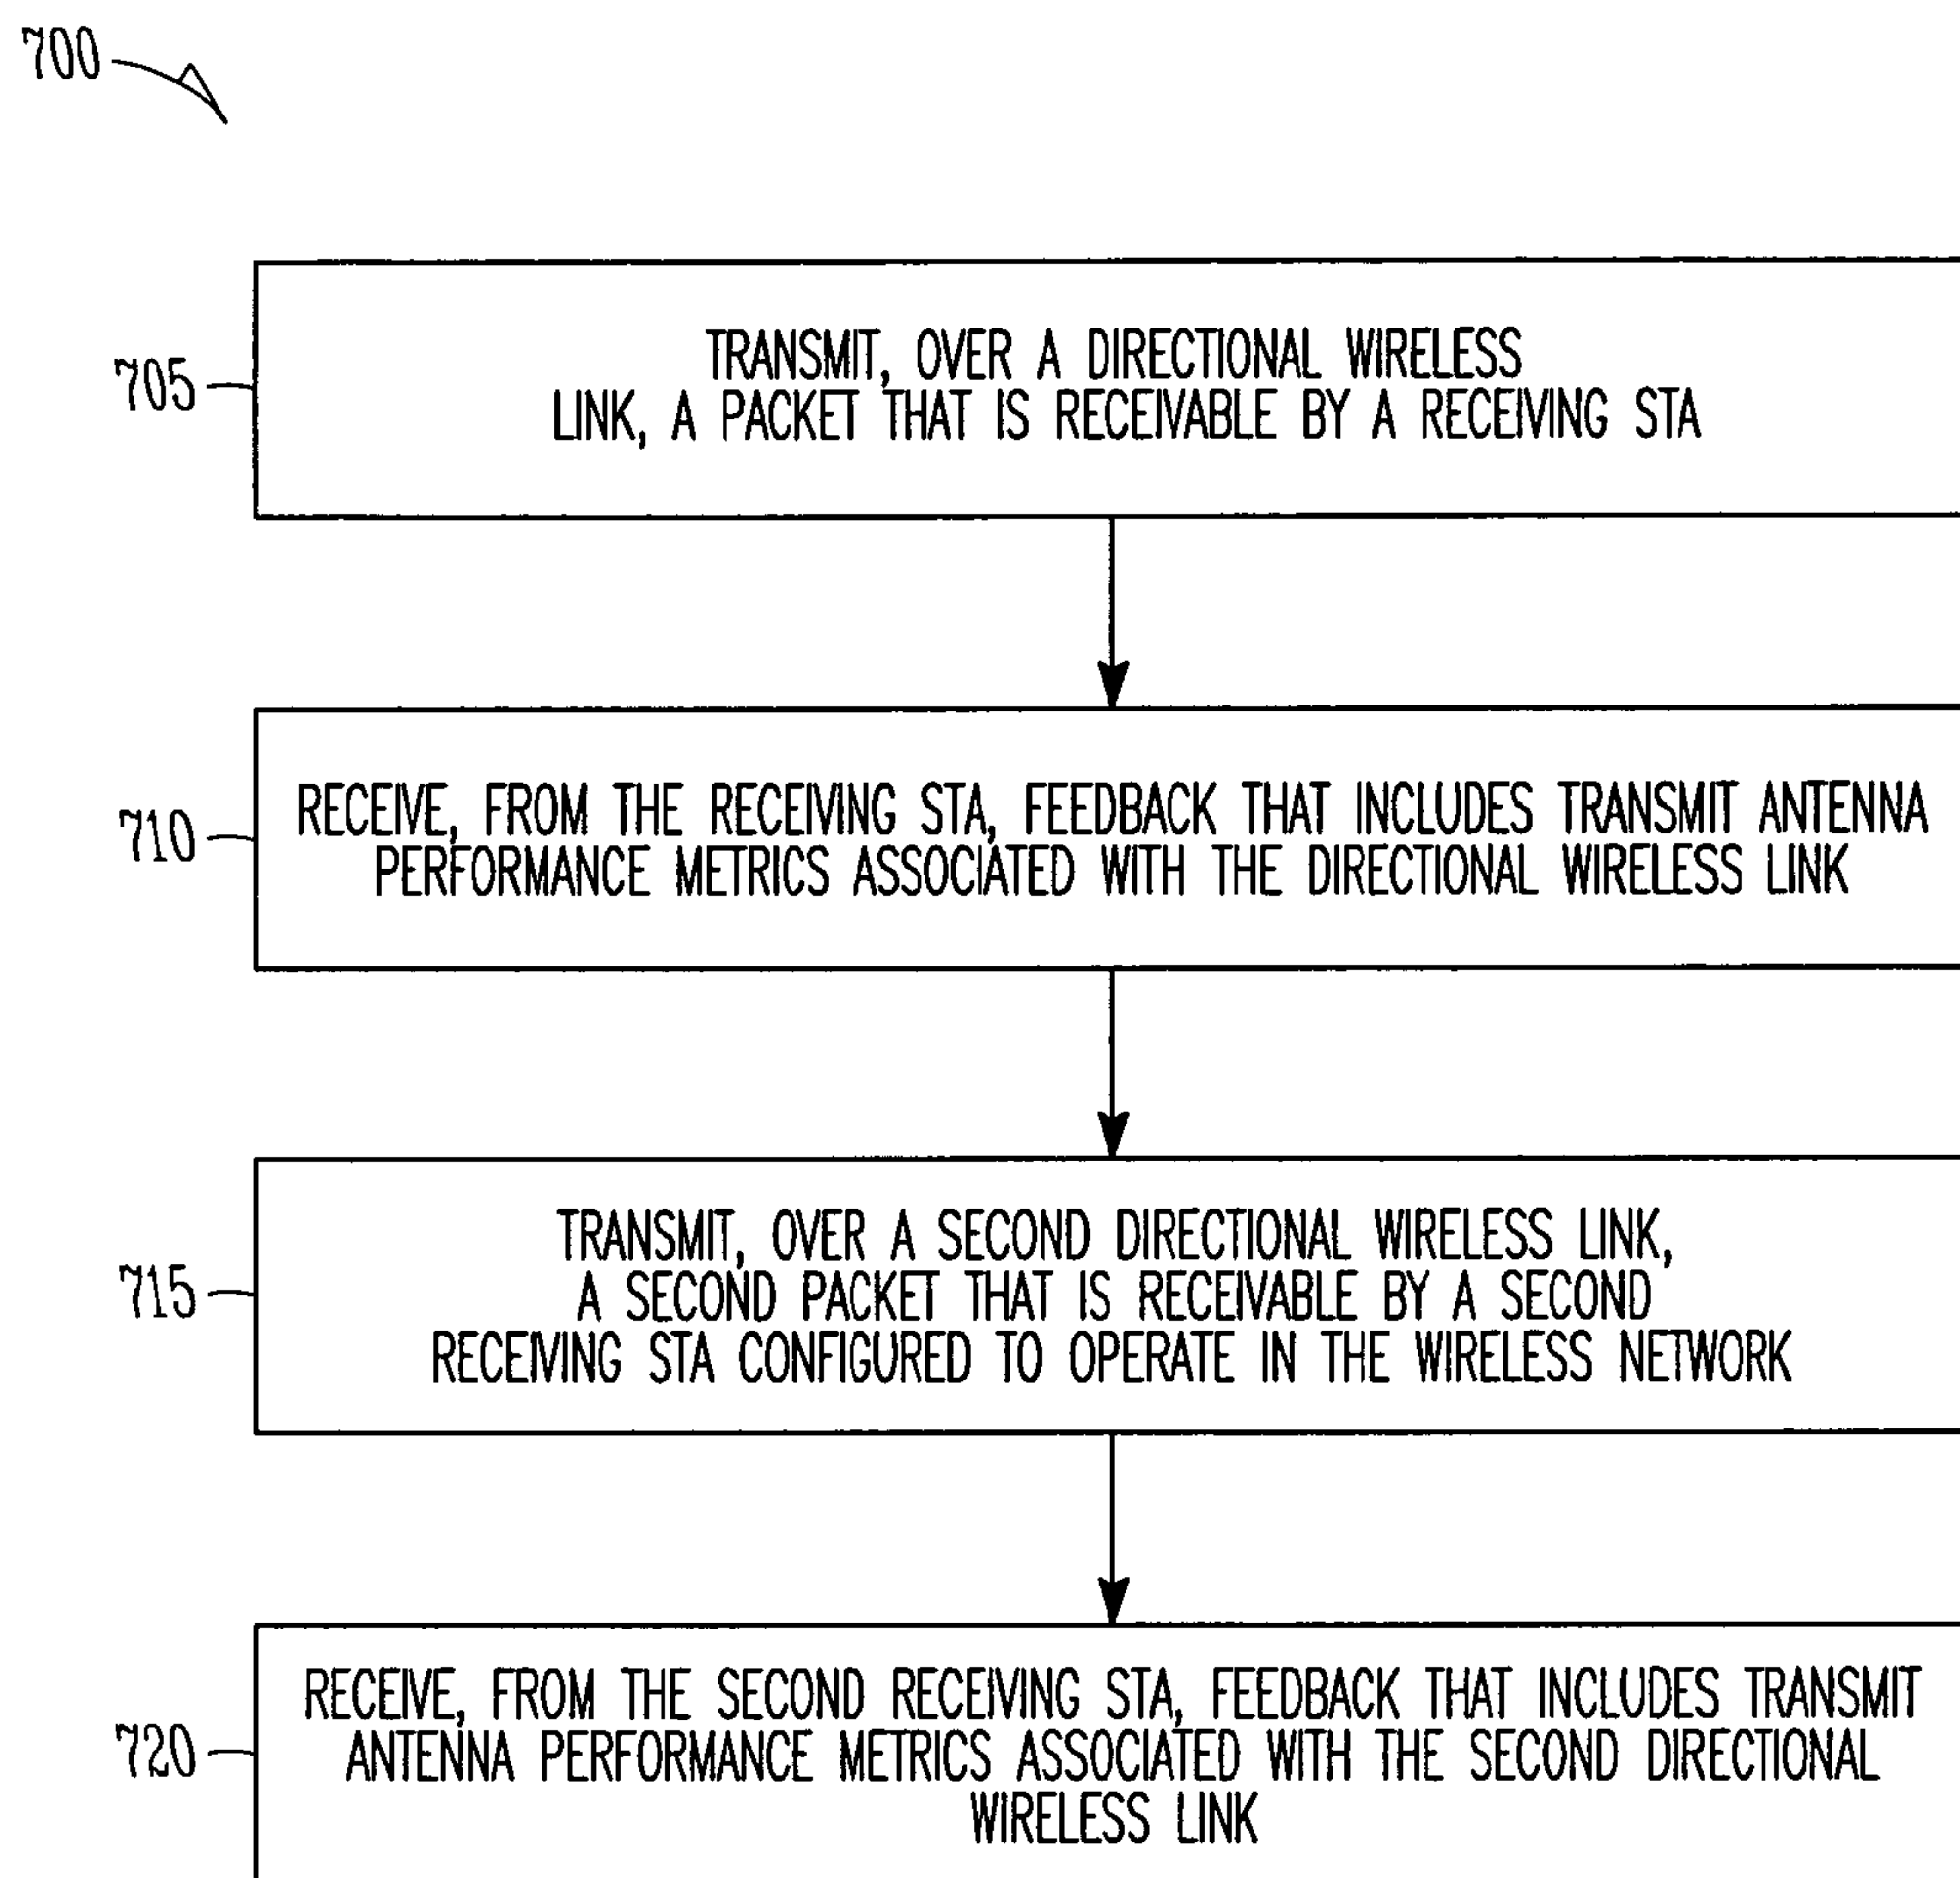 700
705
TRANSMIT, OVER A DIRECTIONAL WIRELESS
LINK, A PACKET THAT IS RECEIVABLE BY A RECEIVING STA
710
RECEIVE, FROM THE RECEIVING STA, FEEDBACK THAT INCLUDES TRANSMIT ANTENNA
PERFORMANCE METRICS ASSOCIATED WITH THE DIRECTIONAL WIRELESS LINK
715
TRANSMIT, OVER A SECOND DIRECTIONAL WIRELESS LINK,
A SECOND PACKET THAT IS RECEIVABLE BY A SECOND
RECEIVING STA CONFIGURED TO OPERATE IN THE WIRELESS NETWORK
720
RECEIVE, FROM THE SECOND RECEIVING STA, FEEDBACK THAT INCLUDES TRANSMIT
ANTENNA PERFORMANCE METRICS ASSOCIATED WITH THE SECOND DIRECTIONAL
WIRELESS LINK